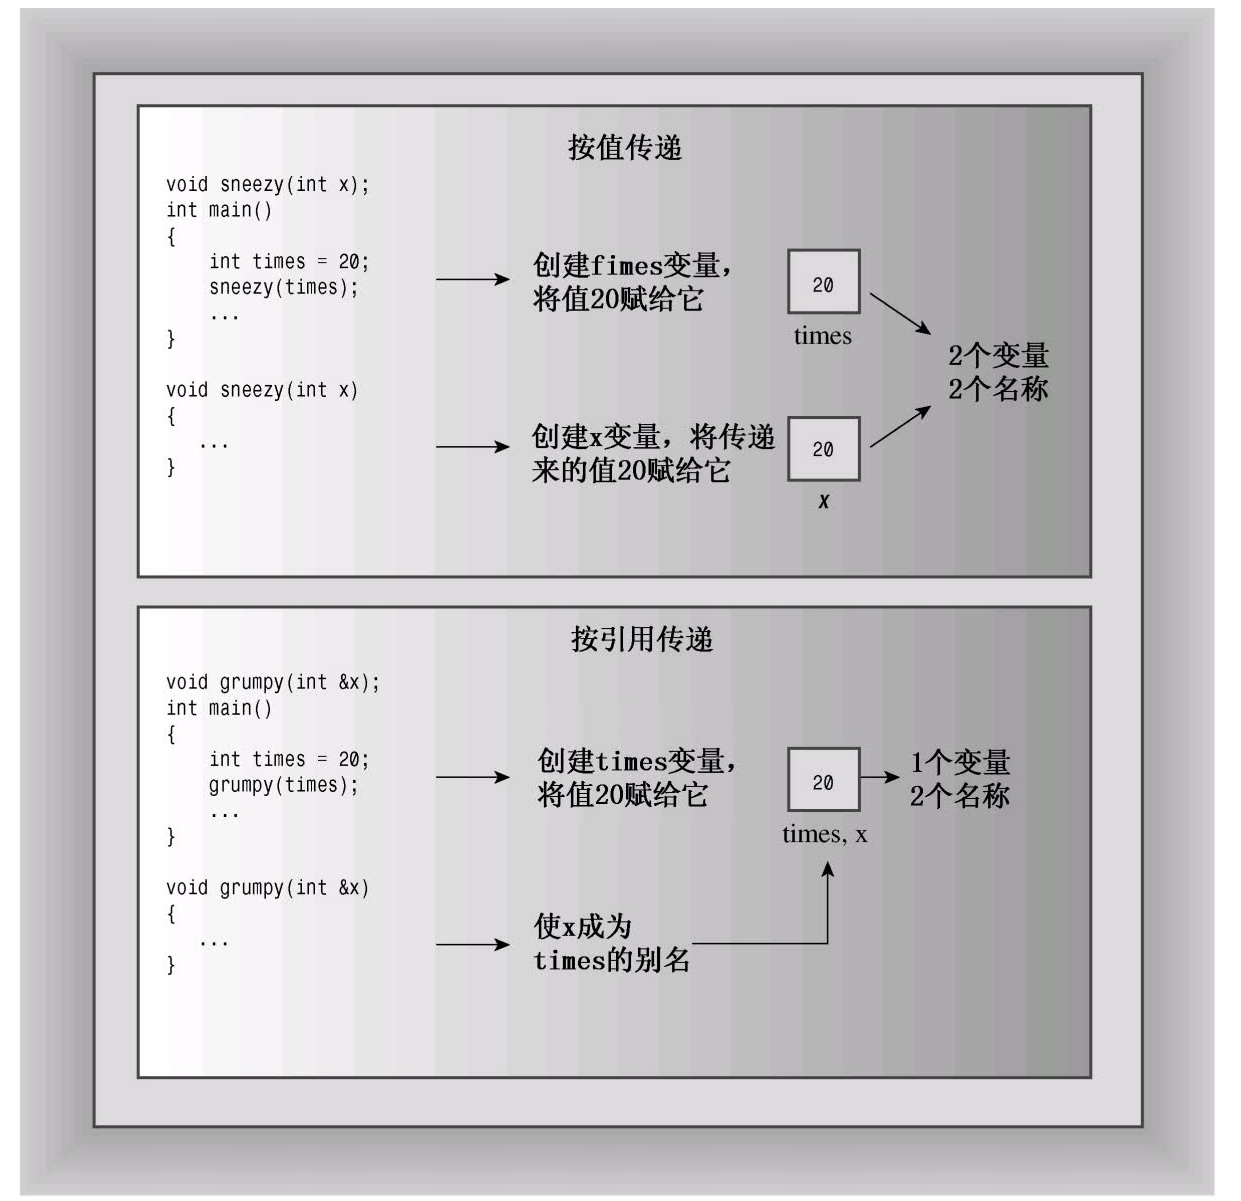 按值传递
void sneezy(int x);
int main()
{
int times = 20;
sneezy(times);
...
}
void sneezy(int x)
{
...
}
创建fimes变量，
将值20赋给它
20
times
创建x变量，将传递
来的值20赋给它
20
x
2个变量
2个名称
按引用传递
void grumpy(int &x);
int main()
{
int times = 20;
grumpy(times);
...
}
void grumpy(int &x)
{
...
}
创建times变量，
将值20赋给它
20
times, x
1个变量
2个名称
使x成为
times的别名